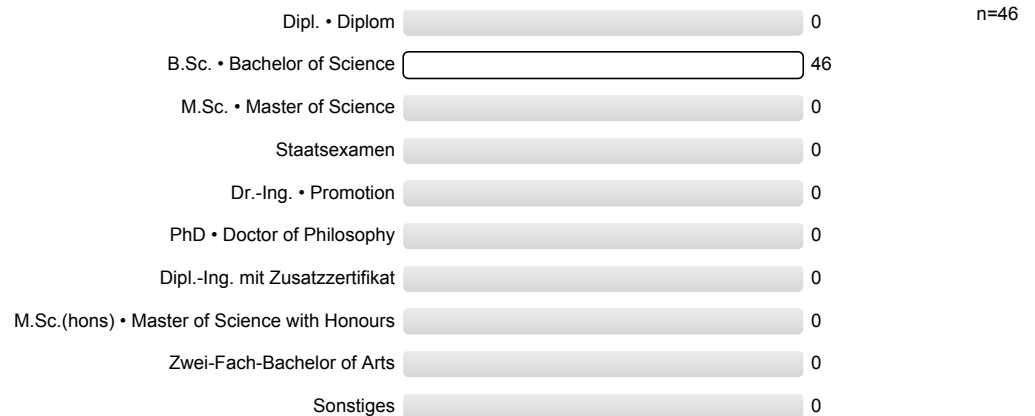 Dipl. • Diplom 0 n=46
B.Sc. • Bachelor of Science 46
M.Sc. • Master of Science 0
Staatsexamen 0
Dr.-Ing. • Promotion 0
PhD • Doctor of Philosophy 0
Dipl.-Ing. mit Zusatzzertifikat 0
M.Sc.(hons) • Master of Science with Honours 0
Zwei-Fach-Bachelor of Arts 0
Sonstiges 0